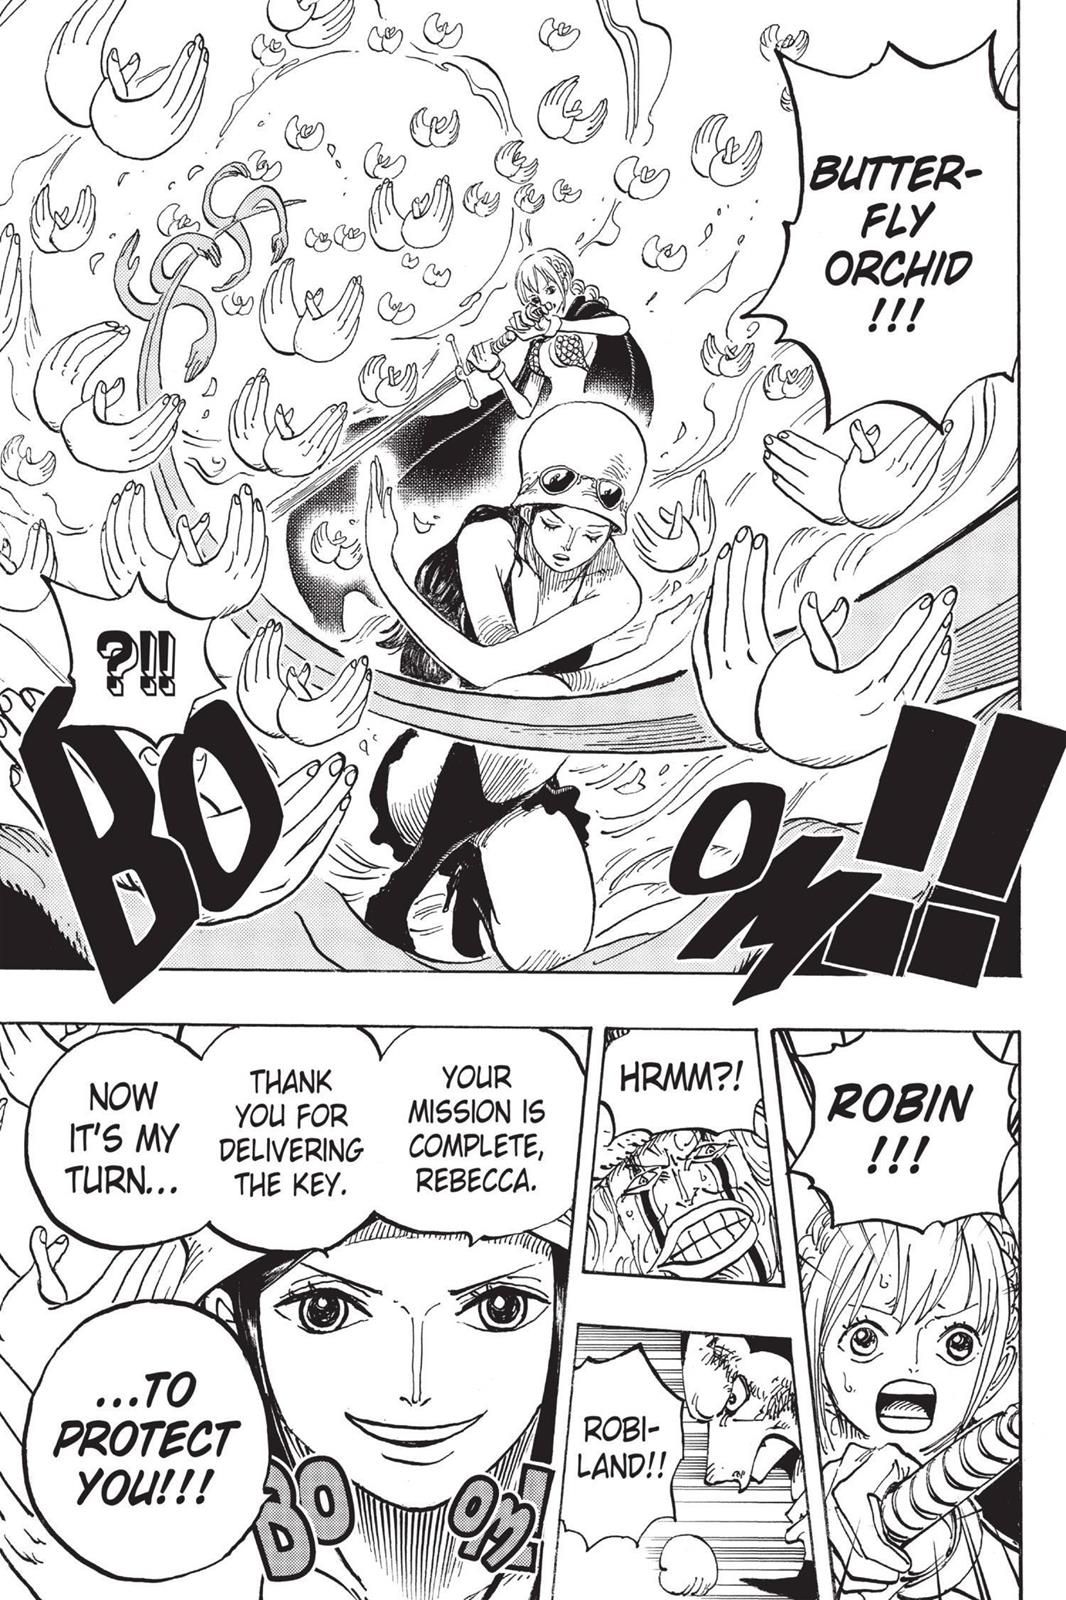 BUTTER-
FLY
ORCHID
!!!
?!!
BOOM!!
ROBIN
!!!
HRMM?!
ROBI-
LAND!!
YOUR
MISSION IS
COMPLETE,
REBECCA.
THANK
YOU FOR
DELIVERING
THE KEY.
NOW
IT'S MY
TURN...
...TO
PROTECT
YOU!!!
BOOM!